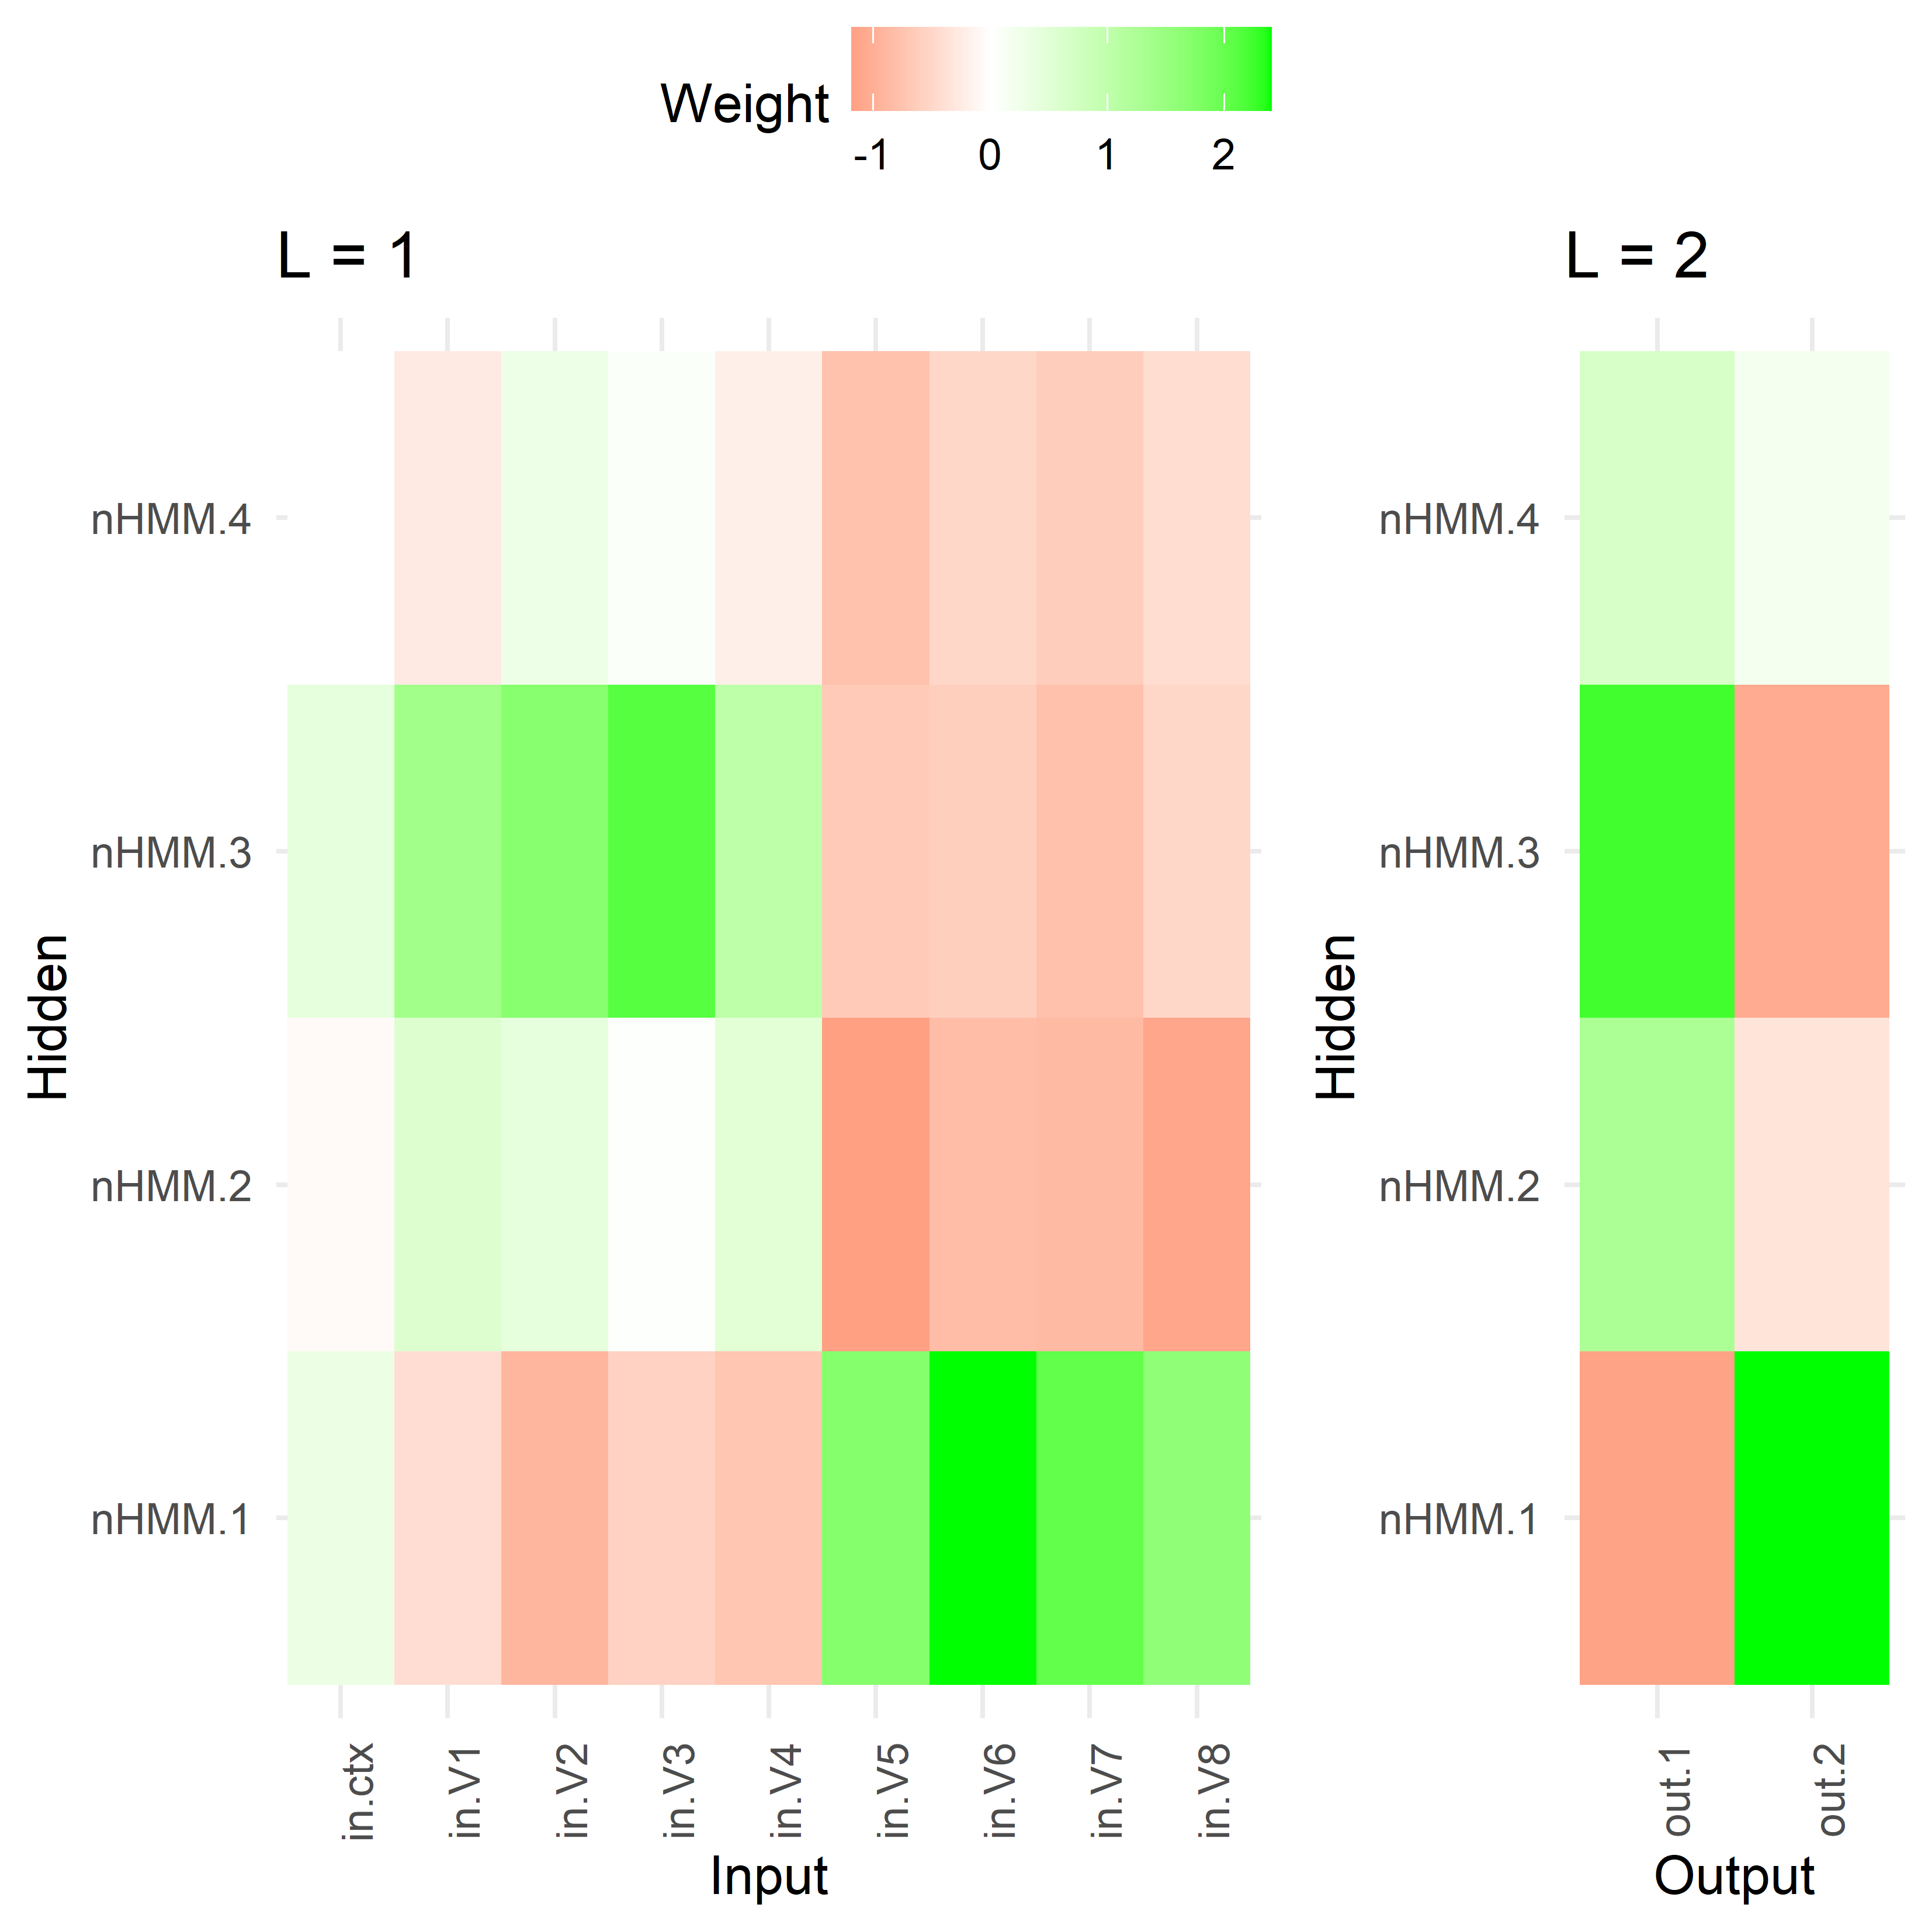 Weight
-1 0 1 2
L = 1
L = 2
nHMM.4
nHMM.3
nHMM.2
nHMM.1
Hidden
in.ctx
in.V1
in.V2
in.V3
in.V4
in.V5
in.V6
in.V7
in.V8
Input
nHMM.4
nHMM.3
nHMM.2
nHMM.1
Hidden
out.1
out.2
Output